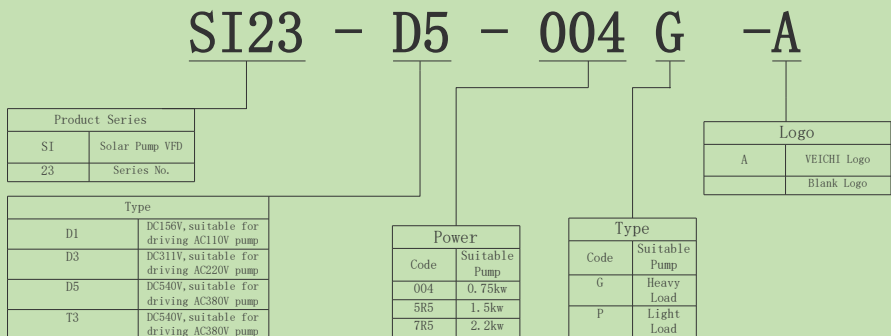 SI23 - D5 - 004 G -A
Product Series
SI Solar Pump VFD
23 Series No.
Type
D1 DC156V,suitable for
driving AC110V pump
D3 DC311V,suitable for
driving AC220V pump
D5 DC540V,suitable for
driving AC380V pump
T3 DC540V,suitable for
driving AC380V pump
Power
Code Suitable
Pump
004 0.75kw
5R5 1.5kw
7R5 2.2kw
Type
Code Suitable
Pump
G Heavy
Load
P Light
Load
Logo
A VEICHI Logo
Blank Logo